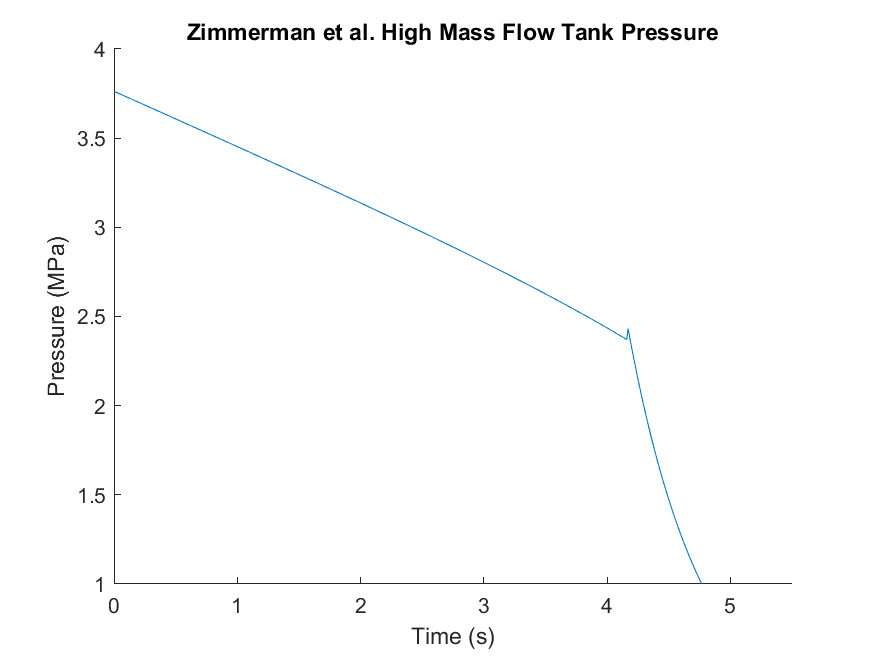 Zimmerman et al. High Mass Flow Tank Pressure
4
3.5
3
2.5
2
1.5
1
Pressure (MPa)
0 1 2 3 4 5
Time (s)